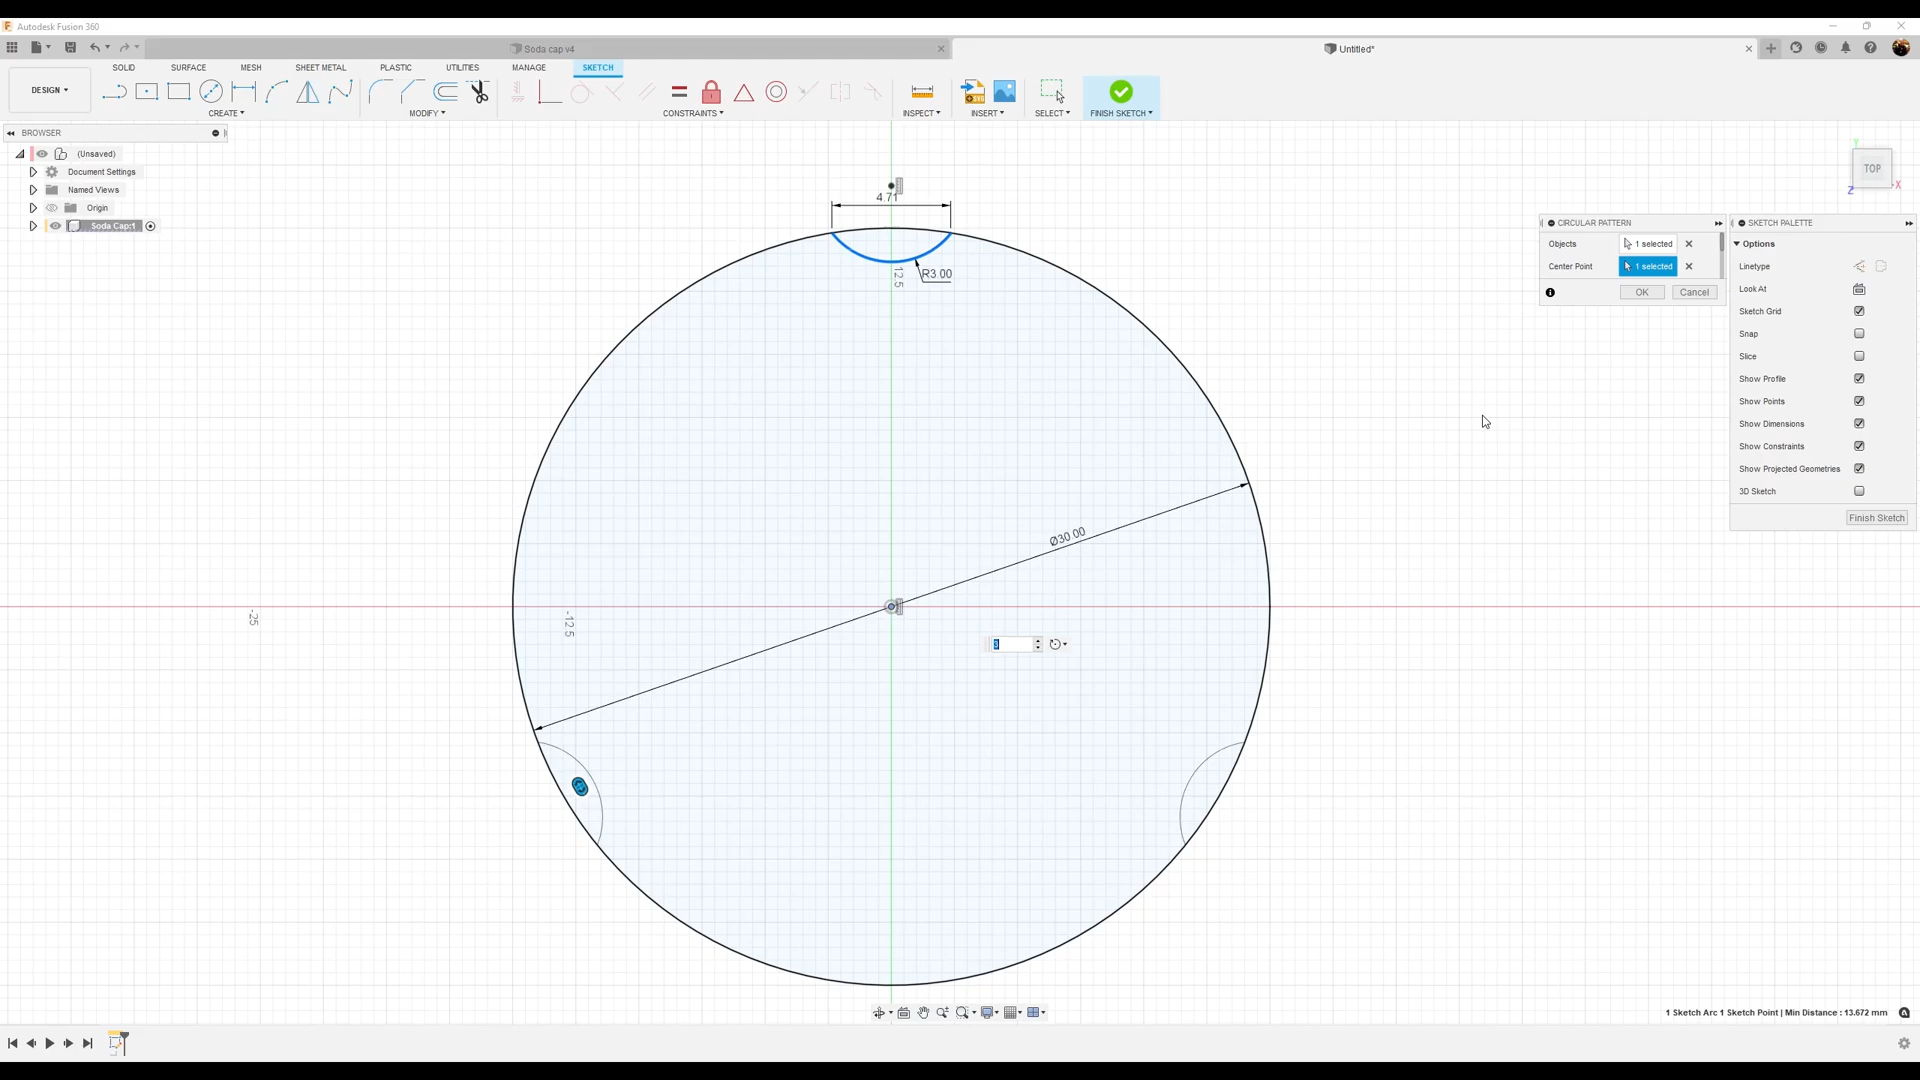 Autodesk Fusion 360
Soda cap v4
Untitled*
SOLID SURFACE MESH SHEET METAL PLASTIC UTILITIES MANAGE SKETCH
DESIGN
CREATE MODIFY CONSTRAINTS INSPECT INSERT SELECT FINISH SKETCH
BROWSER
(Unsaved)
Document Settings
Named Views
Origin
Soda Cap:1
TOP
X
Y
Z
4.71
12.5
R3.00
Ø30.00
-25
-12.5
3
CIRCULAR PATTERN
Objects 1 selected
Center Point 1 selected
OK Cancel
SKETCH PALETTE
Options
Linetype
Look At
Sketch Grid
Snap
Slice
Show Profile
Show Points
Show Dimensions
Show Constraints
Show Projected Geometries
3D Sketch
Finish Sketch
1 Sketch Arc 1 Sketch Point | Min Distance : 13.672 mm